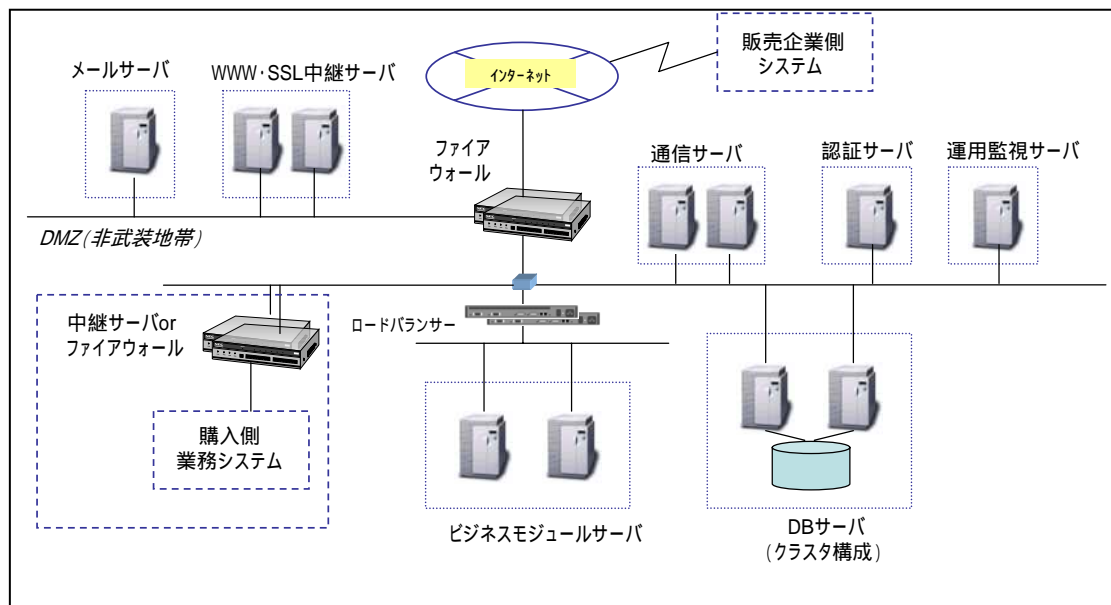 販売企業側
システム
メールサーバ
WWW・SSL中継サーバ
インターネット
ファイア
ウォール
通信サーバ
認証サーバ
運用監視サーバ
DMZ(非武装地帯)
中継サーバor
ファイアウォール
ロードバランサー
購入側
業務システム
ビジネスモジュールサーバ
DBサーバ
(クラスタ構成)